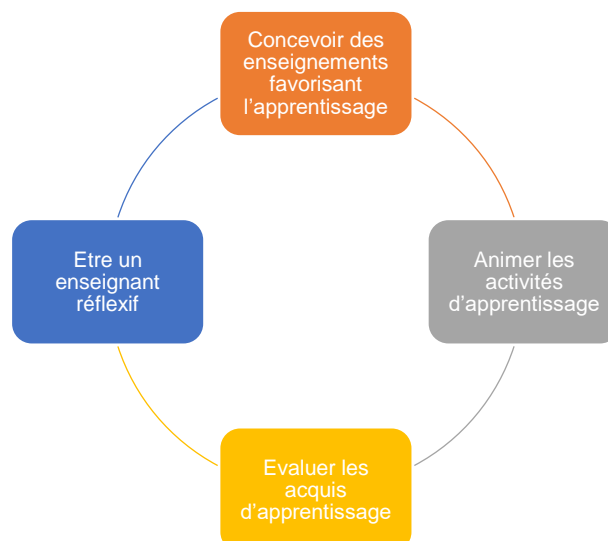 Concevoir des
enseignements
favorisant
l'apprentissage
Etre un
enseignant
réflexif
Animer les
activités
d'apprentissage
Evaluer les
acquis
d'apprentissage